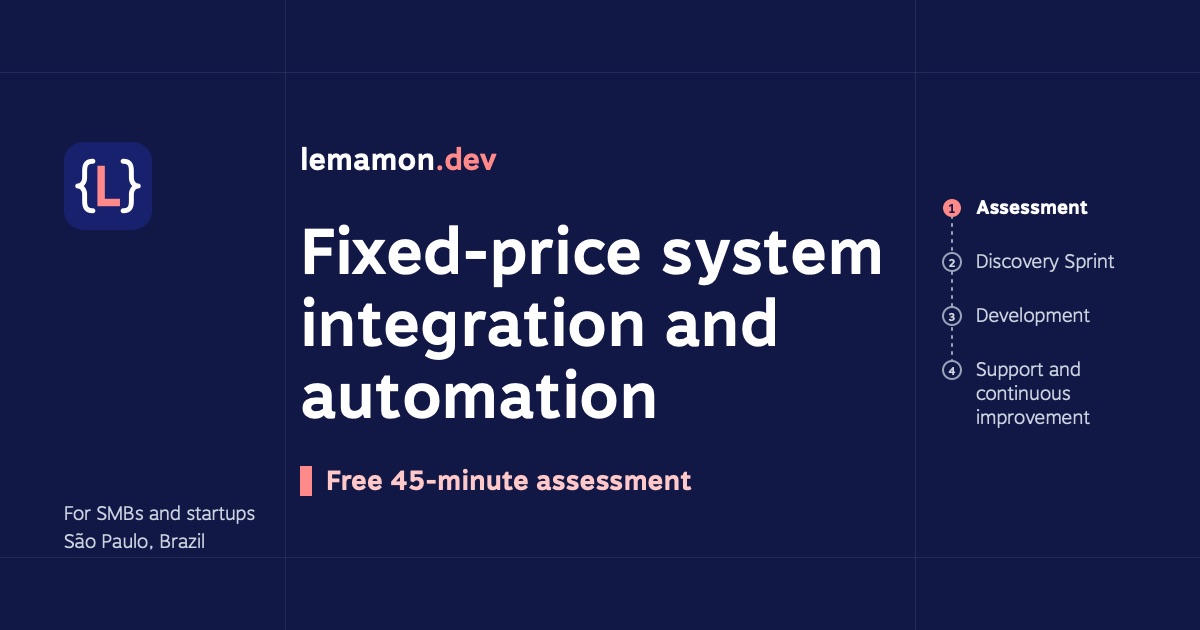 {L}
For SMBs and startups
São Paulo, Brazil
lemamon.dev
Fixed-price system
integration and
automation
Free 45-minute assessment
1 Assessment
2 Discovery Sprint
3 Development
4 Support and
continuous
improvement